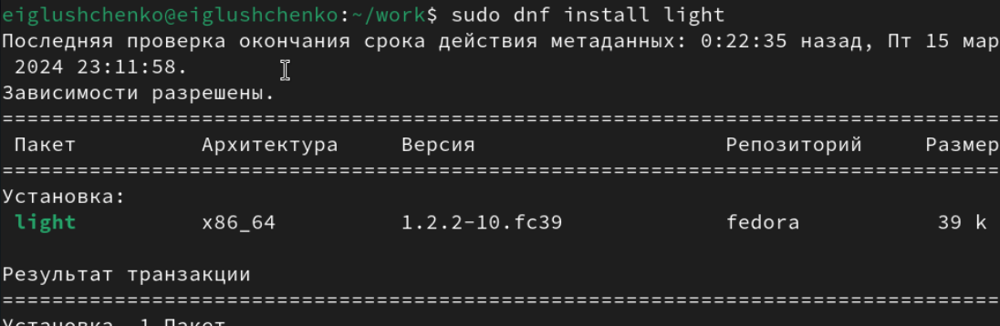 eiglushchenko@eiglushchenko:~/work$ sudo dnf install light
Последняя проверка окончания срока действия метаданных: 0:22:35 назад, Пт 15 мар
2024 23:11:58.
Зависимости разрешены.
================================================================================
Пакет Архитектура Версия Репозиторий Размер
================================================================================
Установка:
light x86_64 1.2.2-10.fc39 fedora 39 k
Результат транзакции
================================================================================
Установка 1 Пакет